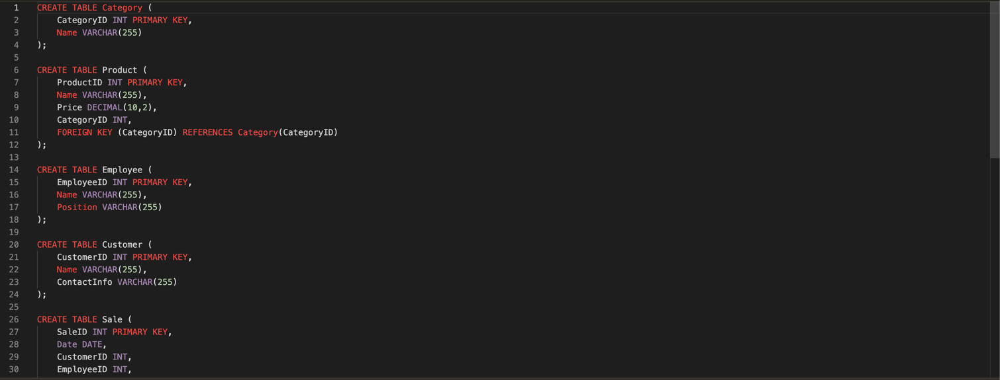 1 CREATE TABLE Category (
2 CategoryID INT PRIMARY KEY,
3 Name VARCHAR(255)
4 );
5
6 CREATE TABLE Product (
7 ProductID INT PRIMARY KEY,
8 Name VARCHAR(255),
9 Price DECIMAL(10,2),
10 CategoryID INT,
11 FOREIGN KEY (CategoryID) REFERENCES Category(CategoryID)
12 );
13
14 CREATE TABLE Employee (
15 EmployeeID INT PRIMARY KEY,
16 Name VARCHAR(255),
17 Position VARCHAR(255)
18 );
19
20 CREATE TABLE Customer (
21 CustomerID INT PRIMARY KEY,
22 Name VARCHAR(255),
23 ContactInfo VARCHAR(255)
24 );
25
26 CREATE TABLE Sale (
27 SaleID INT PRIMARY KEY,
28 Date DATE,
29 CustomerID INT,
30 EmployeeID INT,